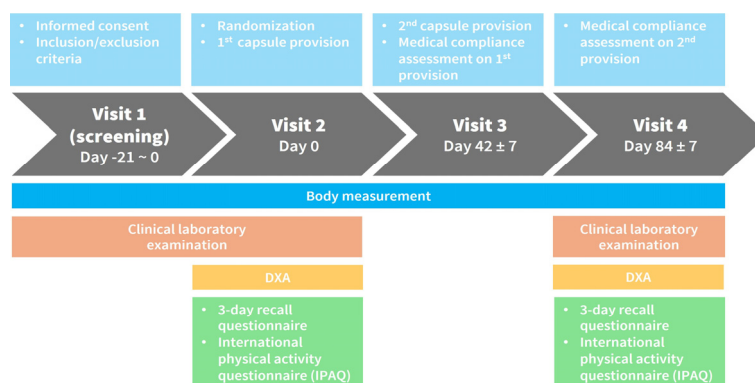 • Informed consent
• Inclusion/exclusion
criteria
• Randomization
• 1st capsule provision
• 2nd capsule provision
• Medical compliance
assessment on 1st
provision
• Medical compliance
assessment on 2nd
provision
Visit 1
(screening)
Day -21 ~ 0
Visit 2
Day 0
Visit 3
Day 42 ± 7
Visit 4
Day 84 ± 7
Body measurement
Clinical laboratory
examination
Clinical laboratory
examination
DXA
DXA
• 3-day recall
questionnaire
• International
physical activity
questionnaire (IPAQ)
• 3-day recall
questionnaire
• International
physical activity
questionnaire (IPAQ)